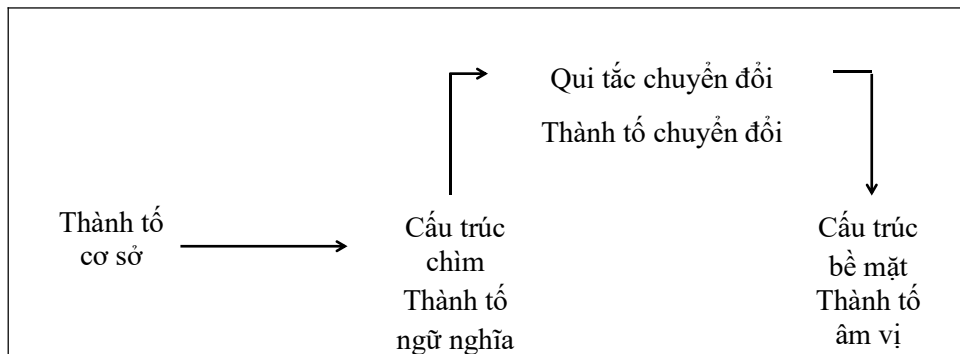 Qui tắc chuyển đổi
Thành tố chuyển đổi
Thành tố
cơ sở
Cấu trúc
chìm
Thành tố
ngữ nghĩa
Cấu trúc
bề mặt
Thành tố
âm vị